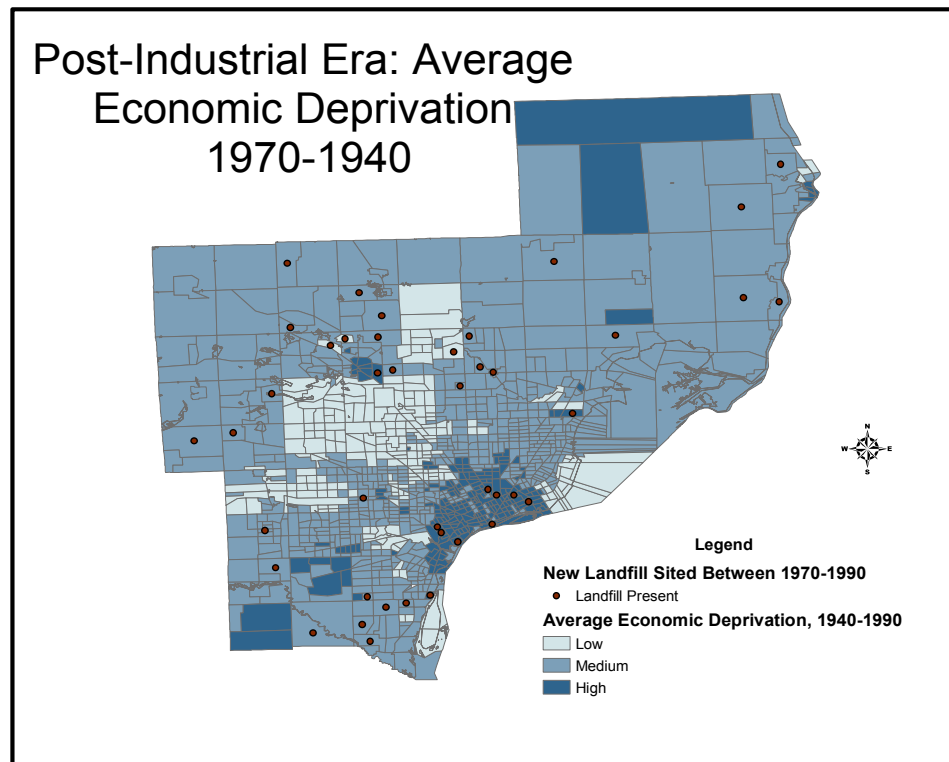 Post-Industrial Era: Average
Economic Deprivation
1970-1940
N
W E
S
Legend
New Landfill Sited Between 1970-1990
Landfill Present
Average Economic Deprivation, 1940-1990
Low
Medium
High